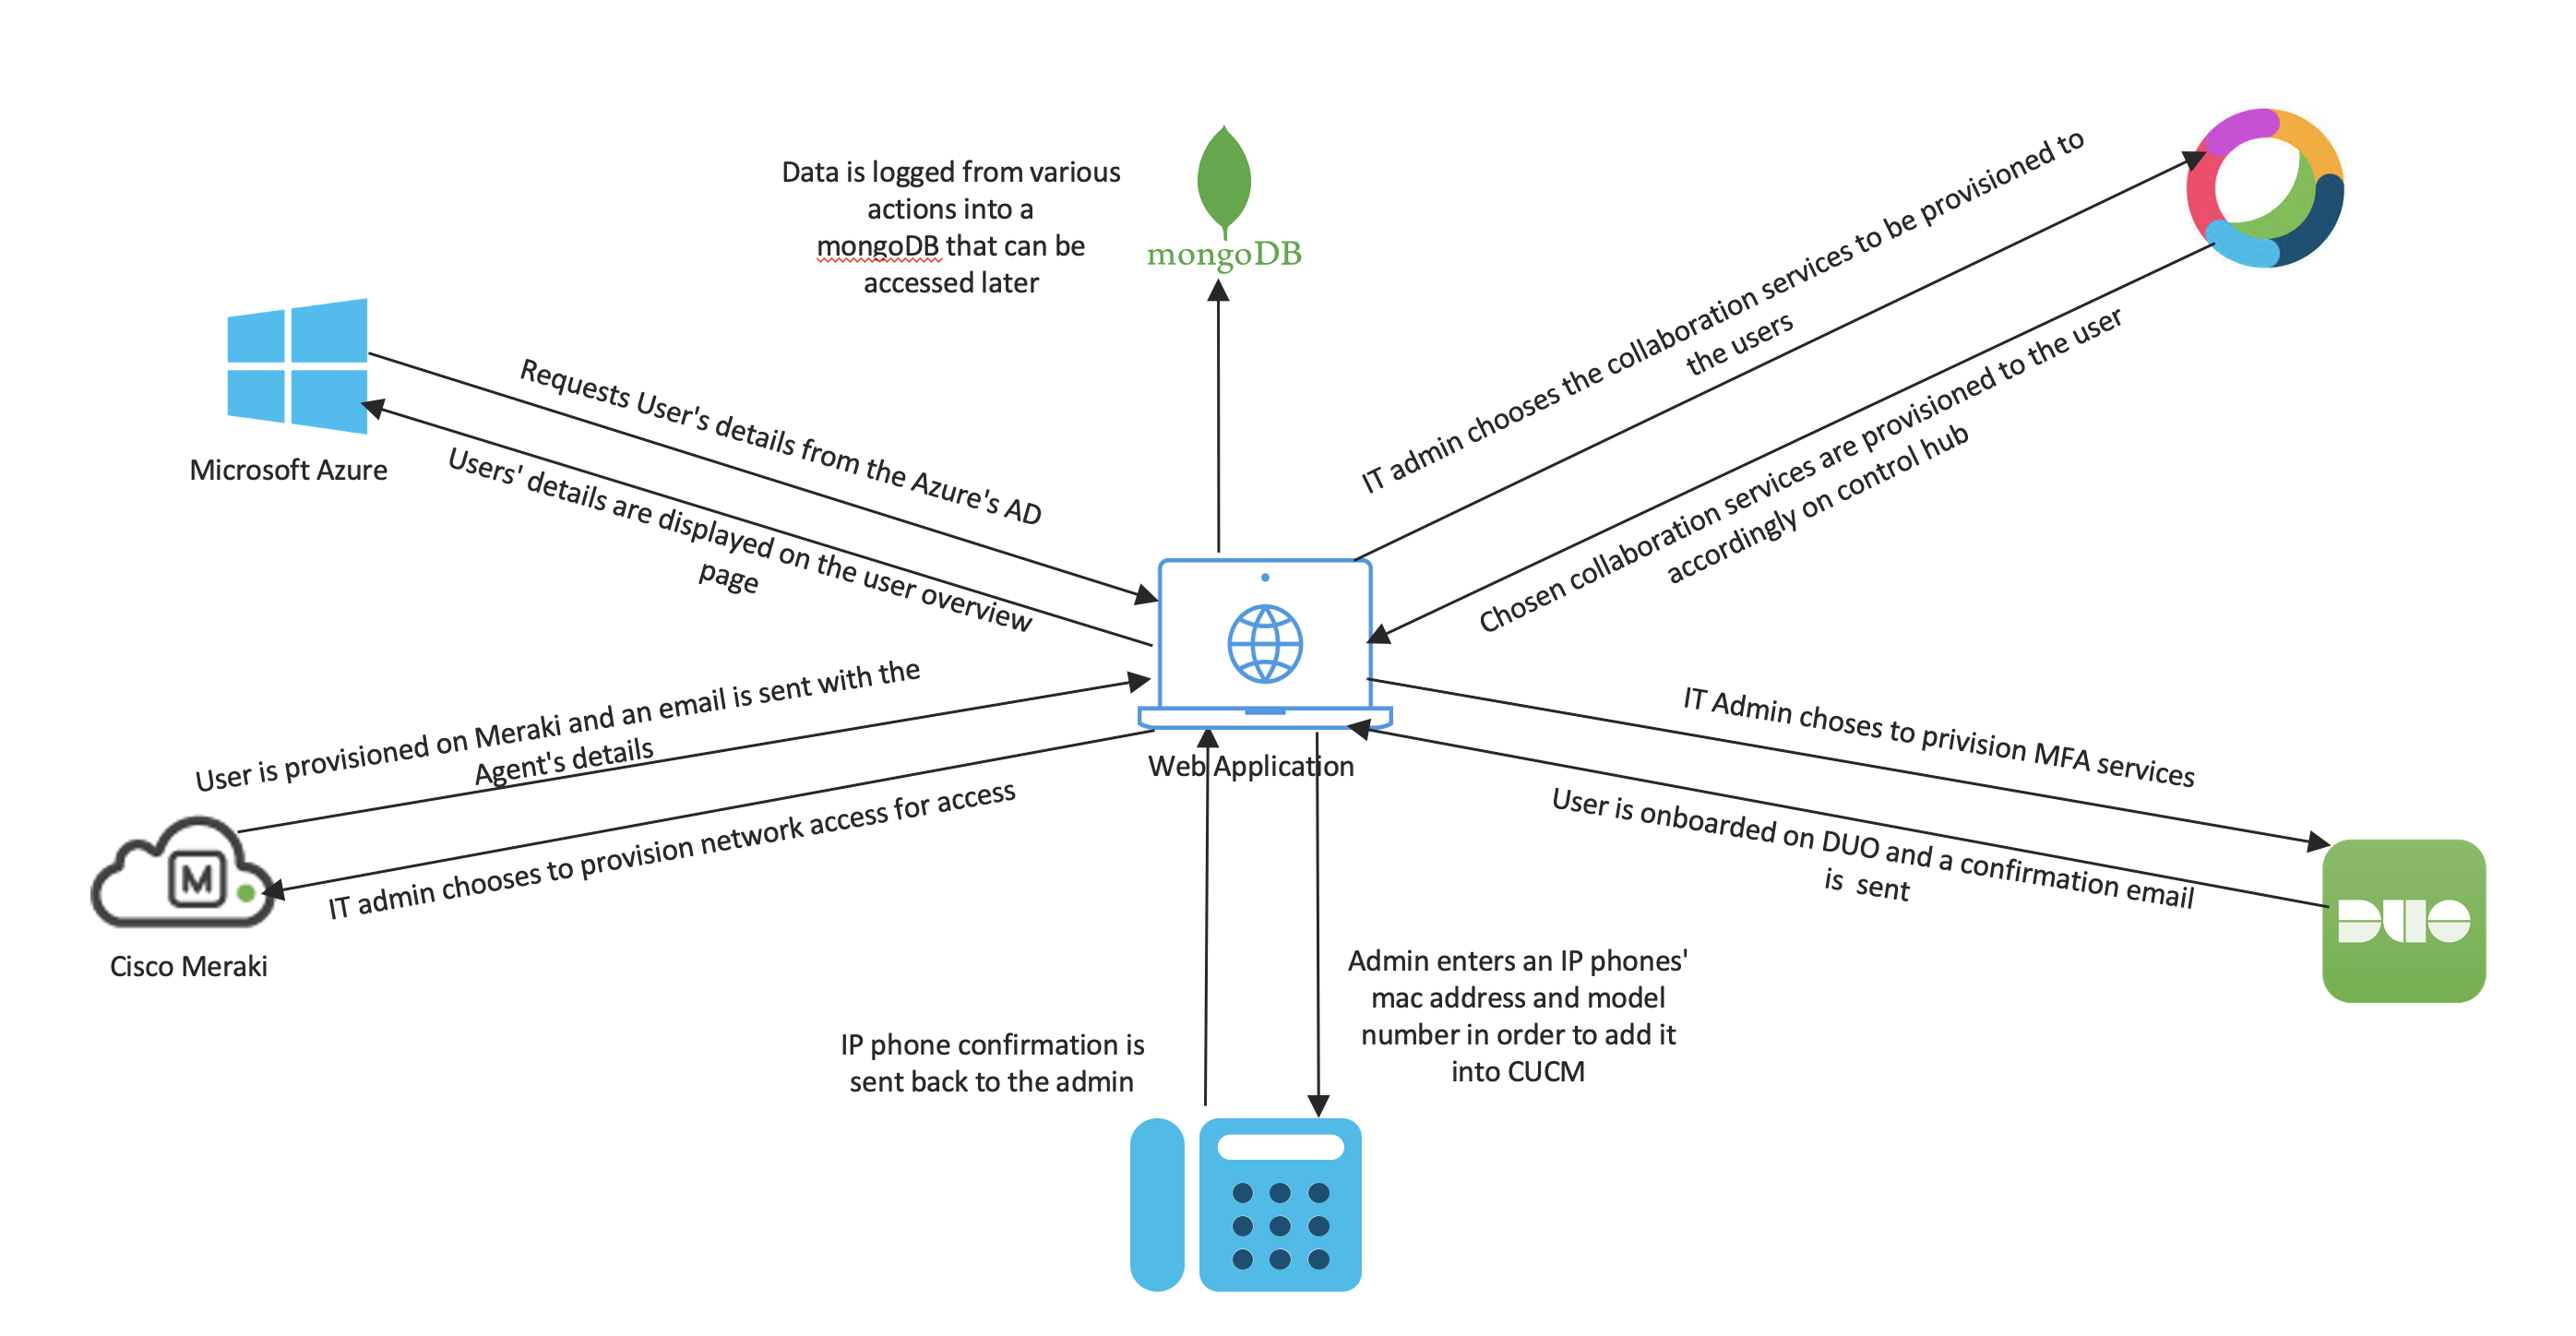 Data is logged from various
actions into a
mongoDB that can be
accessed later
mongoDB
IT admin chooses the collaboration services to be provisioned to
the users
Chosen collaboration services are provisioned to the user
accordingly on control hub
Microsoft Azure
Requests User's details from the Azure's AD
Users' details are displayed on the user overview
page
User is provisioned on Meraki and an email is sent with the
Agent's details
IT admin chooses to provision network access for access
M
Cisco Meraki
Web Application
IT Admin choses to privision MFA services
User is onboarded on DUO and a confirmation email
is sent
DUO
IP phone confirmation is
sent back to the admin
Admin enters an IP phones'
mac address and model
number in order to add it
into CUCM